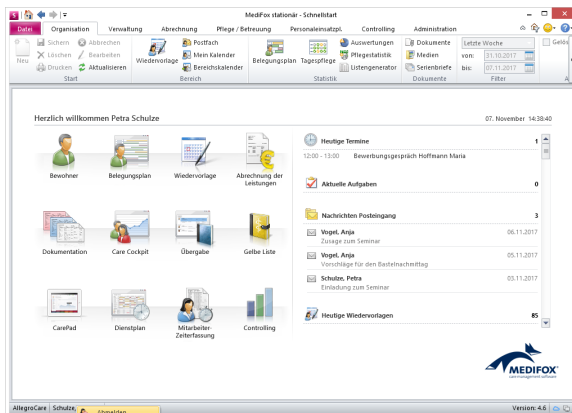 MediFox stationär - Schnellstart
Datei Organisation Verwaltung Abrechnung Pflege / Betreuung Personaleinsatzpl. Controlling Administration
Neu
Sichern Abbrechen
Löschen Bearbeiten
Drucken Aktualisieren
Start
Wiedervorlage
Postfach
Mein Kalender
Bereichskalender
Bereich
Belegungsplan Tagespflege
Auswertungen
Pflegestatistik
Listengenerator
Statistik
Dokumente
Medien
Serienbriefe
Dokumente
Letzte Woche
von: 31.10.2017
bis: 07.11.2017
Filter
Gelös
A
Herzlich willkommen Petra Schulze
07. November 14:38:40
Bewohner Belegungsplan Wiedervorlage Abrechnung der
Leistungen
Dokumentation Care Cockpit Übergabe Gelbe Liste
CarePad Dienstplan Mitarbeiter-
Zeiterfassung
Controlling
Heutige Termine 1
12:00 - 13:00 Bewerbungsgespräch Hoffmann Maria
Aktuelle Aufgaben 0
Nachrichten Posteingang 3
Vogel, Anja 06.11.2017
Zusage zum Seminar
Vogel, Anja 05.11.2017
Vorschläge für den Bastelnachmittag
Schulze, Petra 03.11.2017
Einladung zum Seminar
Heutige Wiedervorlagen 85
MEDIFOX
care management software
AllegroCare Schulze, Abmelden
Version: 4.6